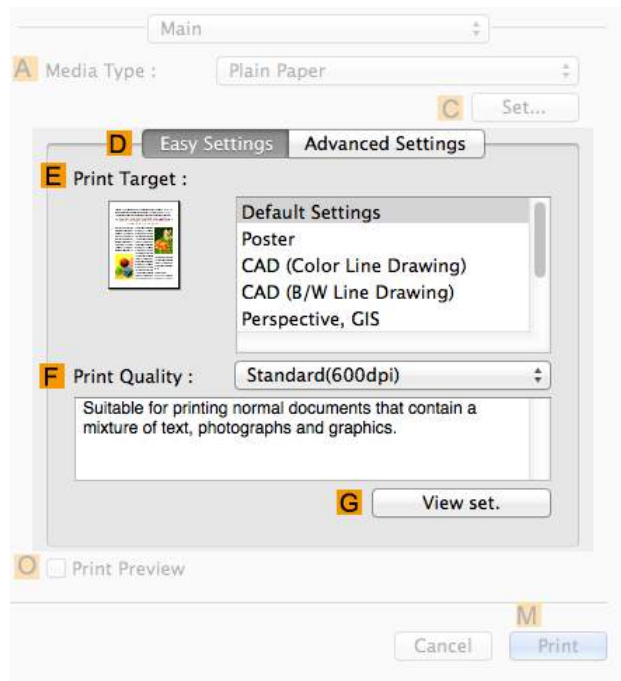 Main
A Media Type : Plain Paper
C Set...
D Easy Settings Advanced Settings
E Print Target :
Default Settings
Poster
CAD (Color Line Drawing)
CAD (B/W Line Drawing)
Perspective, GIS
F Print Quality : Standard(600dpi)
Suitable for printing normal documents that contain a
mixture of text, photographs and graphics.
G View set.
O Print Preview
M
Cancel Print